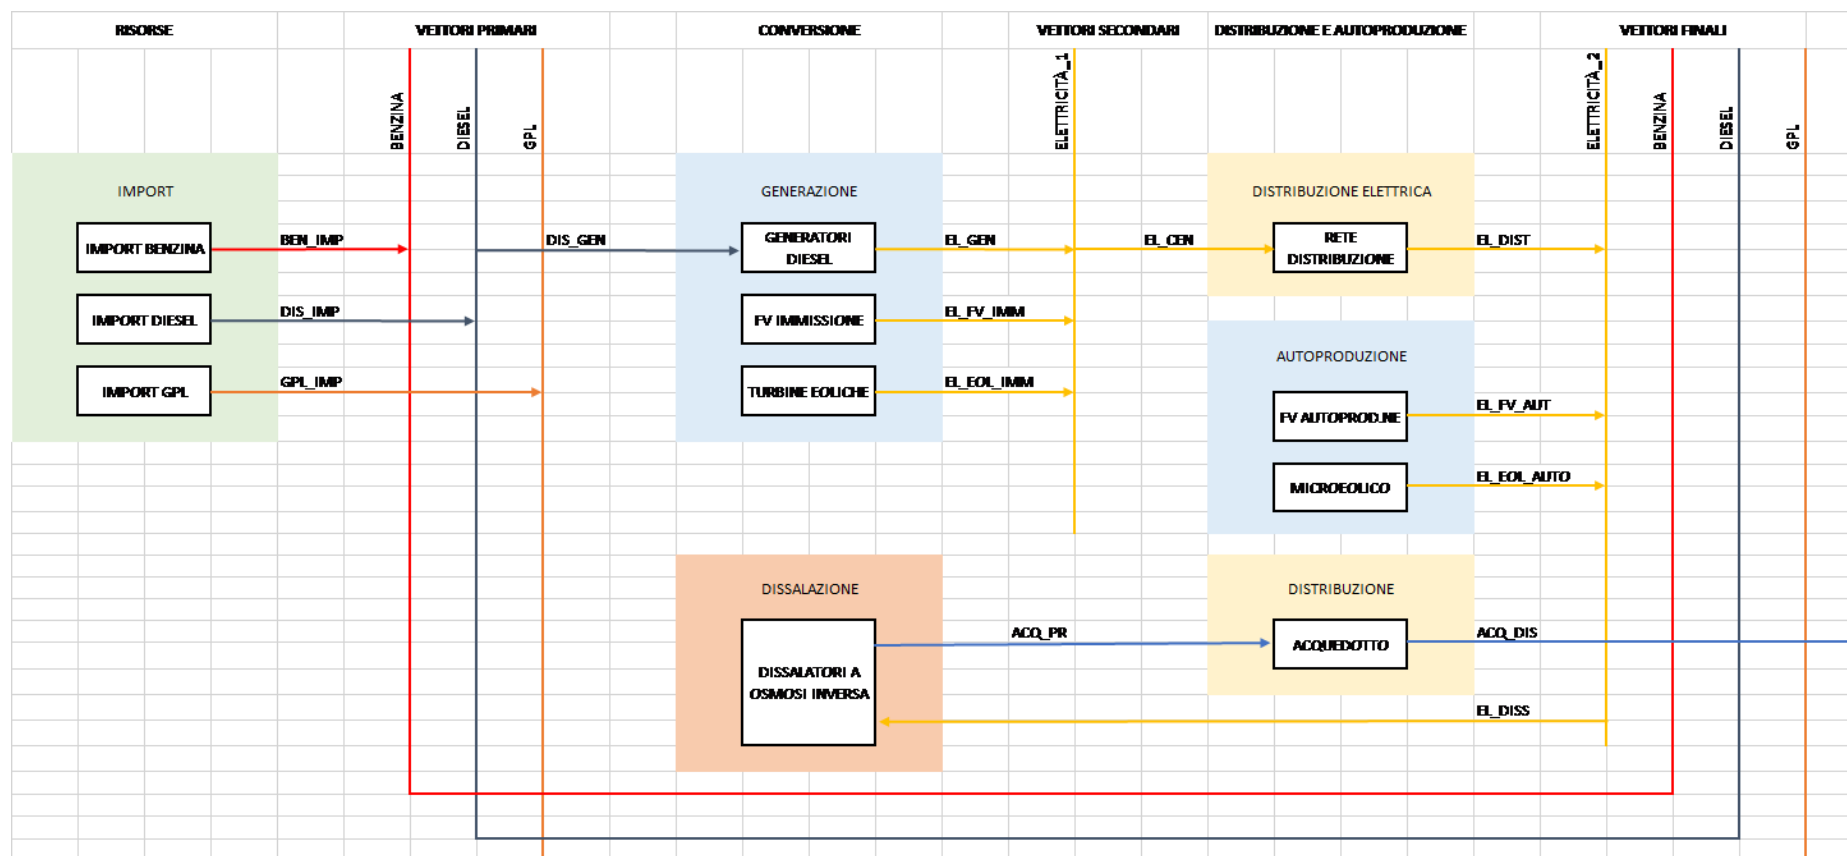 RISORSE
VETTORI PRIMARI
CONVERSIONE
VETTORI SECONDARI
DISTRIBUZIONE E AUTOPRODUZIONE
VETTORI FINALI
BENZINA
DIESEL
GPL
ELETTRICITÀ_1
ELETTRICITÀ_2
BENZINA
DIESEL
GPL
IMPORT
IMPORT BENZINA
BEN_IMP
IMPORT DIESEL
DIS_IMP
IMPORT GPL
GPL_IMP
DIS_GEN
GENERAZIONE
GENERATORI
DIESEL
EL_GEN
FV IMMISSIONE
EL_FV_IMM
TURBINE EOLICHE
EL_EOL_IMM
EL_CEN
DISTRIBUZIONE ELETTRICA
RETE
DISTRIBUZIONE
EL_DIST
AUTOPRODUZIONE
FV AUTOPROD.NE
EL_FV_AUT
MICROEOLICO
EL_EOL_AUTO
DISSALAZIONE
DISSALATORI A
OSMOSI INVERSA
ACQ_PR
DISTRIBUZIONE
ACQUEDOTTO
ACQ_DIS
EL_DISS